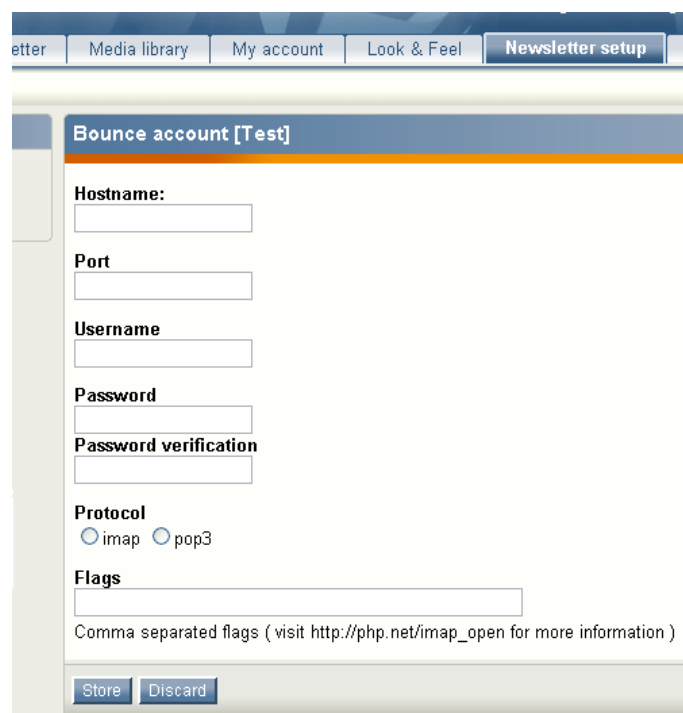 etter Media library My account Look & Feel Newsletter setup
Bounce account [Test]
Hostname:
Port
Username
Password
Password verification
Protocol
imap pop3
Flags
Comma separated flags ( visit http://php.net/imap_open for more information )
Store Discard